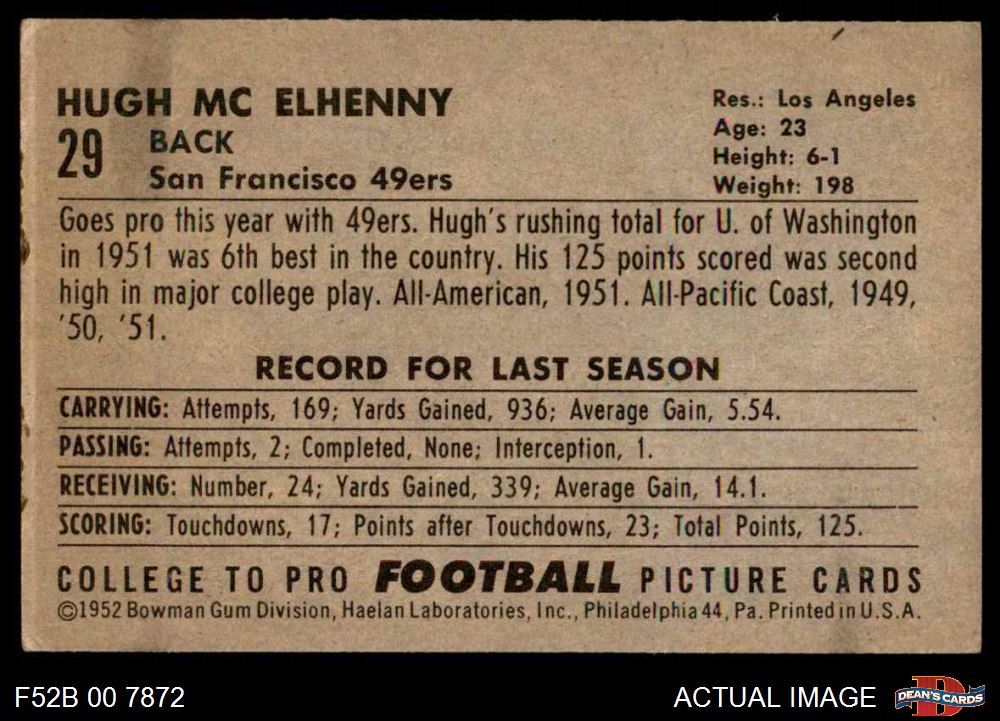 HUGH MC ELHENNY
29 BACK
San Francisco 49ers
Res.: Los Angeles
Age: 23
Height: 6-1
Weight: 198
Goes pro this year with 49ers. Hugh's rushing total for U. of Washington
in 1951 was 6th best in the country. His 125 points scored was second
high in major college play. All-American, 1951. All-Pacific Coast, 1949,
'50, '51.
RECORD FOR LAST SEASON
CARRYING: Attempts, 169; Yards Gained, 936; Average Gain, 5.54.
PASSING: Attempts, 2; Completed, None; Interception, 1.
RECEIVING: Number, 24; Yards Gained, 339; Average Gain, 14.1.
SCORING: Touchdowns, 17; Points after Touchdowns, 23; Total Points, 125.
COLLEGE TO PRO FOOTBALL PICTURE CARDS
©1952 Bowman Gum Division, Haelan Laboratories, Inc., Philadelphia 44, Pa. Printed in U.S.A.
F52B 00 7872
ACTUAL IMAGE
D
DEAN'S CARDS